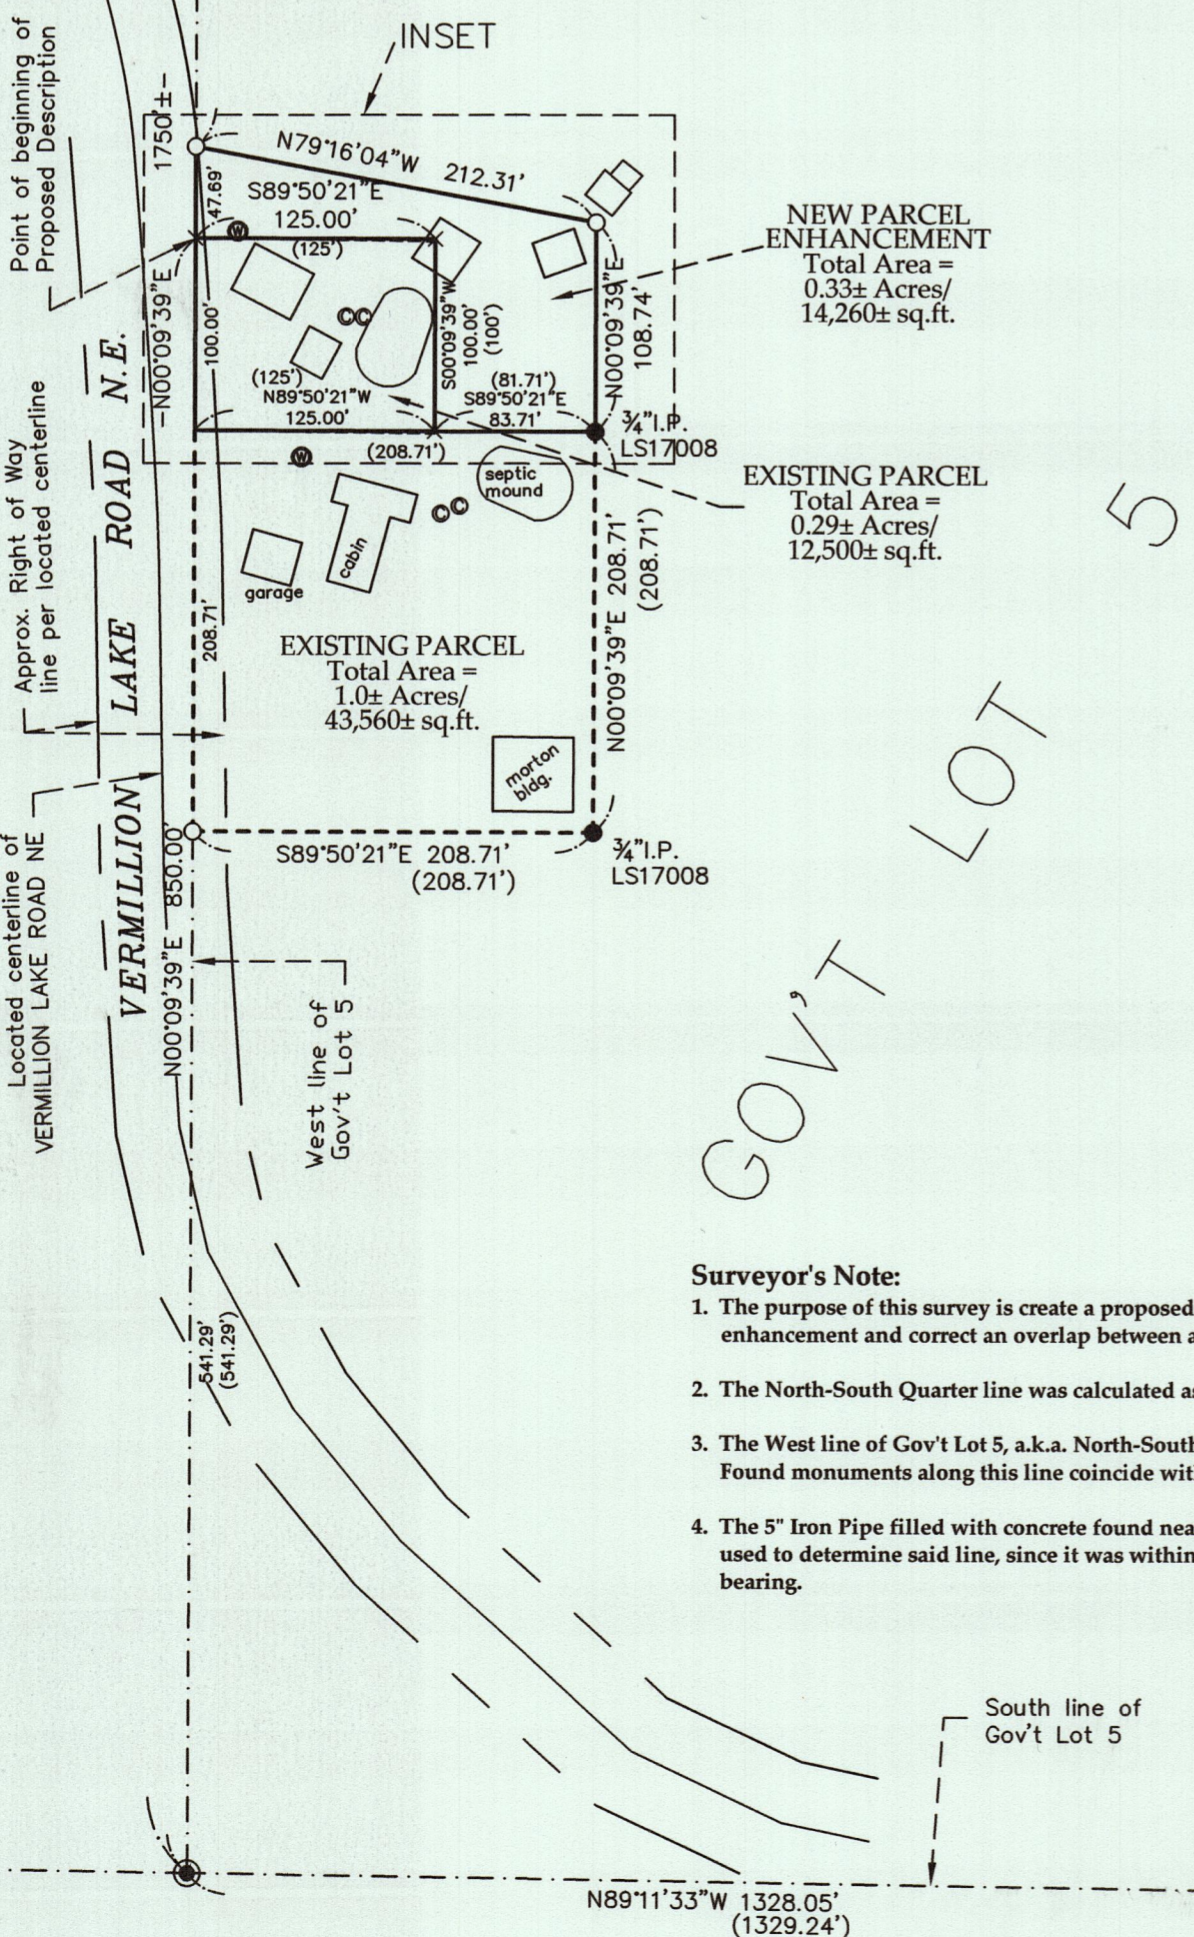 INSET
Point of beginning of
Proposed Description
1750'±
N79°16'04"W 212.31'
47.69'
S89°50'21"E
125.00'
(125')
W
NEW PARCEL
ENHANCEMENT
Total Area =
0.33± Acres/
14,260± sq.ft.
N00°09'39"E
100.00'
CC
S00°09'39"W
100.00'
(100')
N00°09'39"E
108.74'
(125')
N89°50'21"W
125.00'
(81.71')
S89°50'21"E
83.71'
3/4"I.P.
LS17008
W
(208.71')
EXISTING PARCEL
Total Area =
0.29± Acres/
12,500± sq.ft.
septic
mound
CC
cabin
garage
Approx. Right of Way
line per located centerline
VERMILLION LAKE ROAD N.E.
208.71'
N00°09'39"E 208.71'
(208.71')
EXISTING PARCEL
Total Area =
1.0± Acres/
43,560± sq.ft.
morton
bldg.
S89°50'21"E 208.71'
(208.71')
3/4"I.P.
LS17008
Located centerline of
VERMILLION LAKE ROAD NE
N00°09'39"E 850.00'
West line of
Gov't Lot 5
GOV'T LOT 5
541.29'
(541.29')
Surveyor's Note:
1. The purpose of this survey is create a proposed
enhancement and correct an overlap between a
2. The North-South Quarter line was calculated as
3. The West line of Gov't Lot 5, a.k.a. North-South
Found monuments along this line coincide wit
4. The 5" Iron Pipe filled with concrete found nea
used to determine said line, since it was within
bearing.
South line of
Gov't Lot 5
N89°11'33"W 1328.05'
(1329.24')